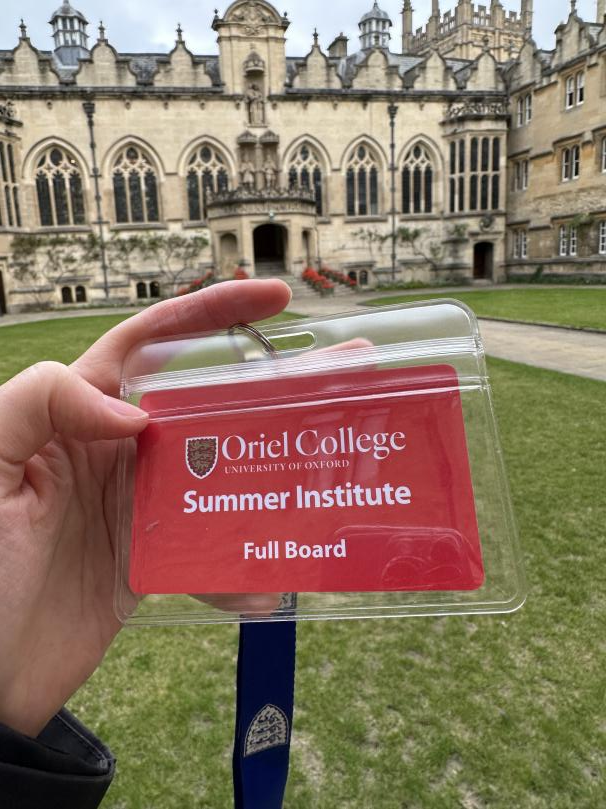 Oriel College
UNIVERSITY OF OXFORD
Summer Institute
Full Board